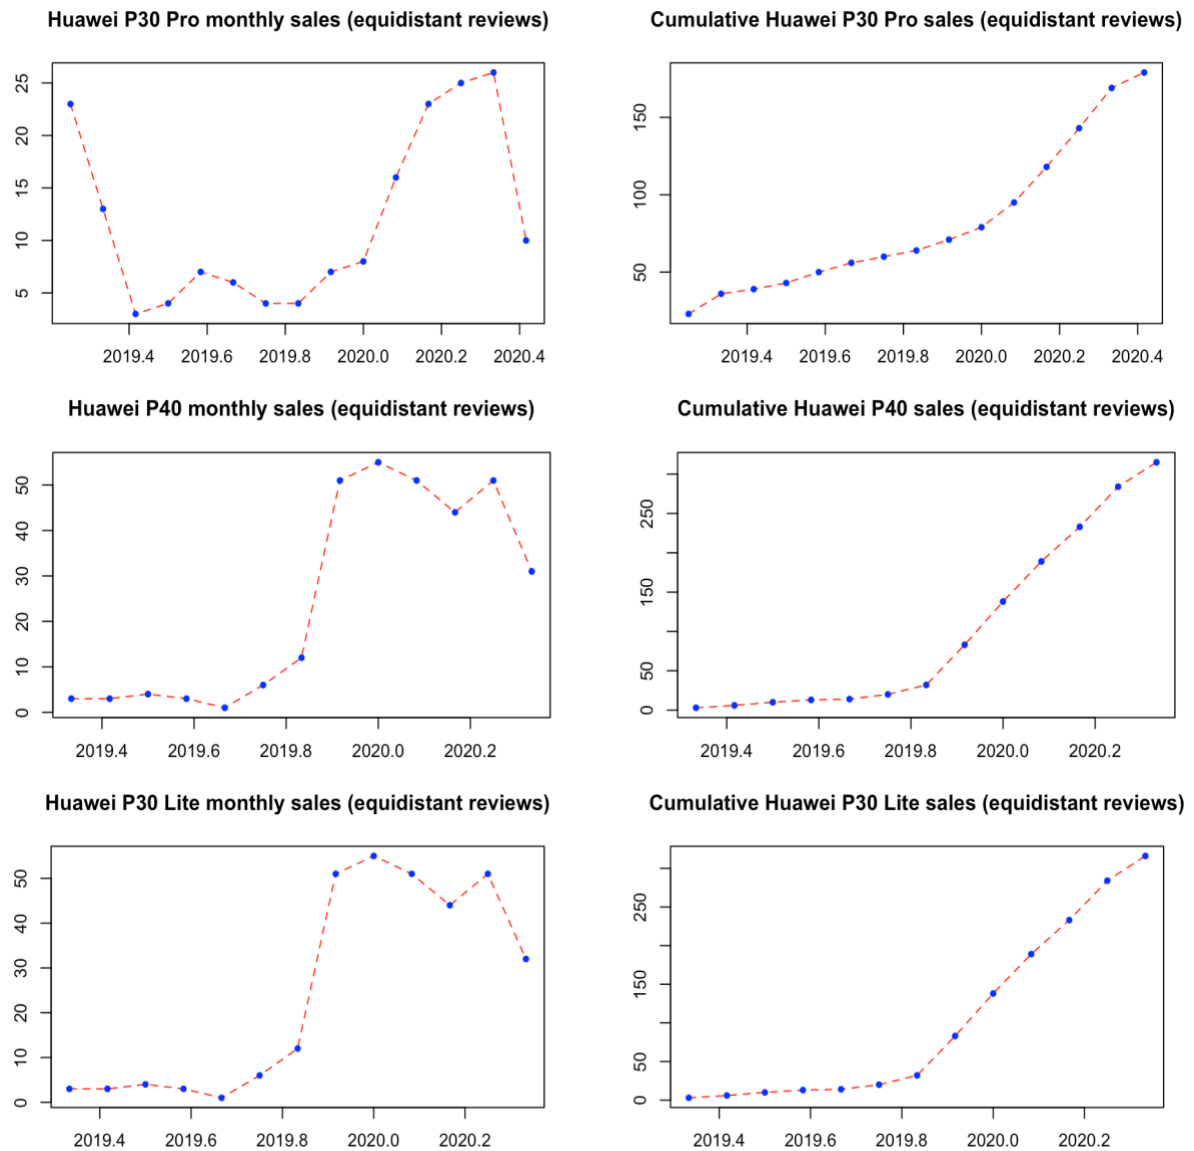 Huawei P30 Pro monthly sales (equidistant reviews)
25
20
15
10
5
2019.4 2019.6 2019.8 2020.0 2020.2 2020.4
Cumulative Huawei P30 Pro sales (equidistant reviews)
150
100
50
2019.4 2019.6 2019.8 2020.0 2020.2 2020.4
Huawei P40 monthly sales (equidistant reviews)
50
40
30
20
10
0
2019.4 2019.6 2019.8 2020.0 2020.2
Cumulative Huawei P40 sales (equidistant reviews)
250
150
50
0
2019.4 2019.6 2019.8 2020.0 2020.2
Huawei P30 Lite monthly sales (equidistant reviews)
50
40
30
20
10
0
2019.4 2019.6 2019.8 2020.0 2020.2
Cumulative Huawei P30 Lite sales (equidistant reviews)
250
150
50
0
2019.4 2019.6 2019.8 2020.0 2020.2